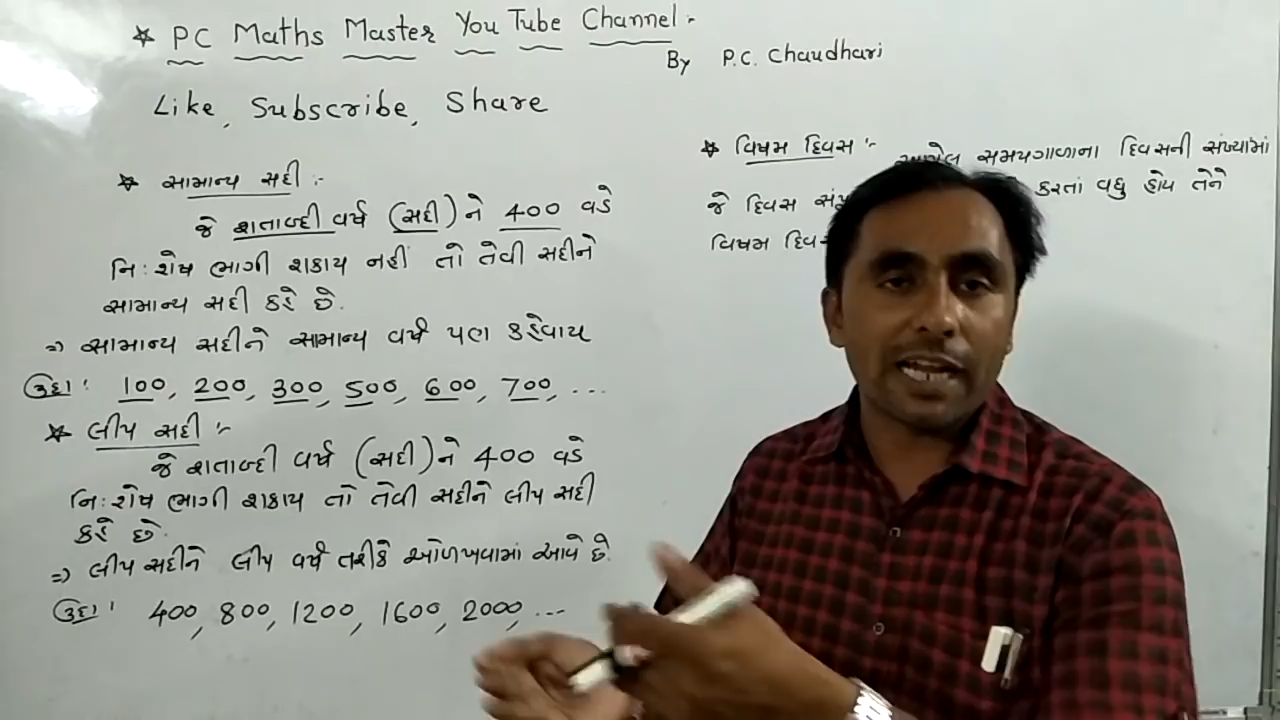 * PC Maths Master You Tube Channel :-
By P.C. Chaudhari
Like, Subscribe, Share
* સામાન્ય સદી :-
જે શતાબ્દી વર્ષ (સદી) ને 400 વડે
નિઃશેષ ભાગી શકાય નહીં તો તેવી સદીને
સામાન્ય સદી કહે છે.
=> સામાન્ય સદીને સામાન્ય વર્ષ પણ કહેવાય
ઉદા: 100, 200, 300, 500, 600, 700, ...
* લીપ સદી :-
જે શતાબ્દી વર્ષ (સદી) ને 400 વડે
નિઃશેષ ભાગી શકાય તો તેવી સદીને લીપ સદી
કહે છે.
=> લીપ સદીને લીપ વર્ષ તરીકે ઓળખવામાં આવે છે.
ઉદા: 400, 800, 1200, 1600, 2000, ...
* વિષમ દિવસ :- સમયગાળાના દિવસની સંખ્યામાં
જે દિવસ કરતાં વધુ હોય તેને
વિષમ